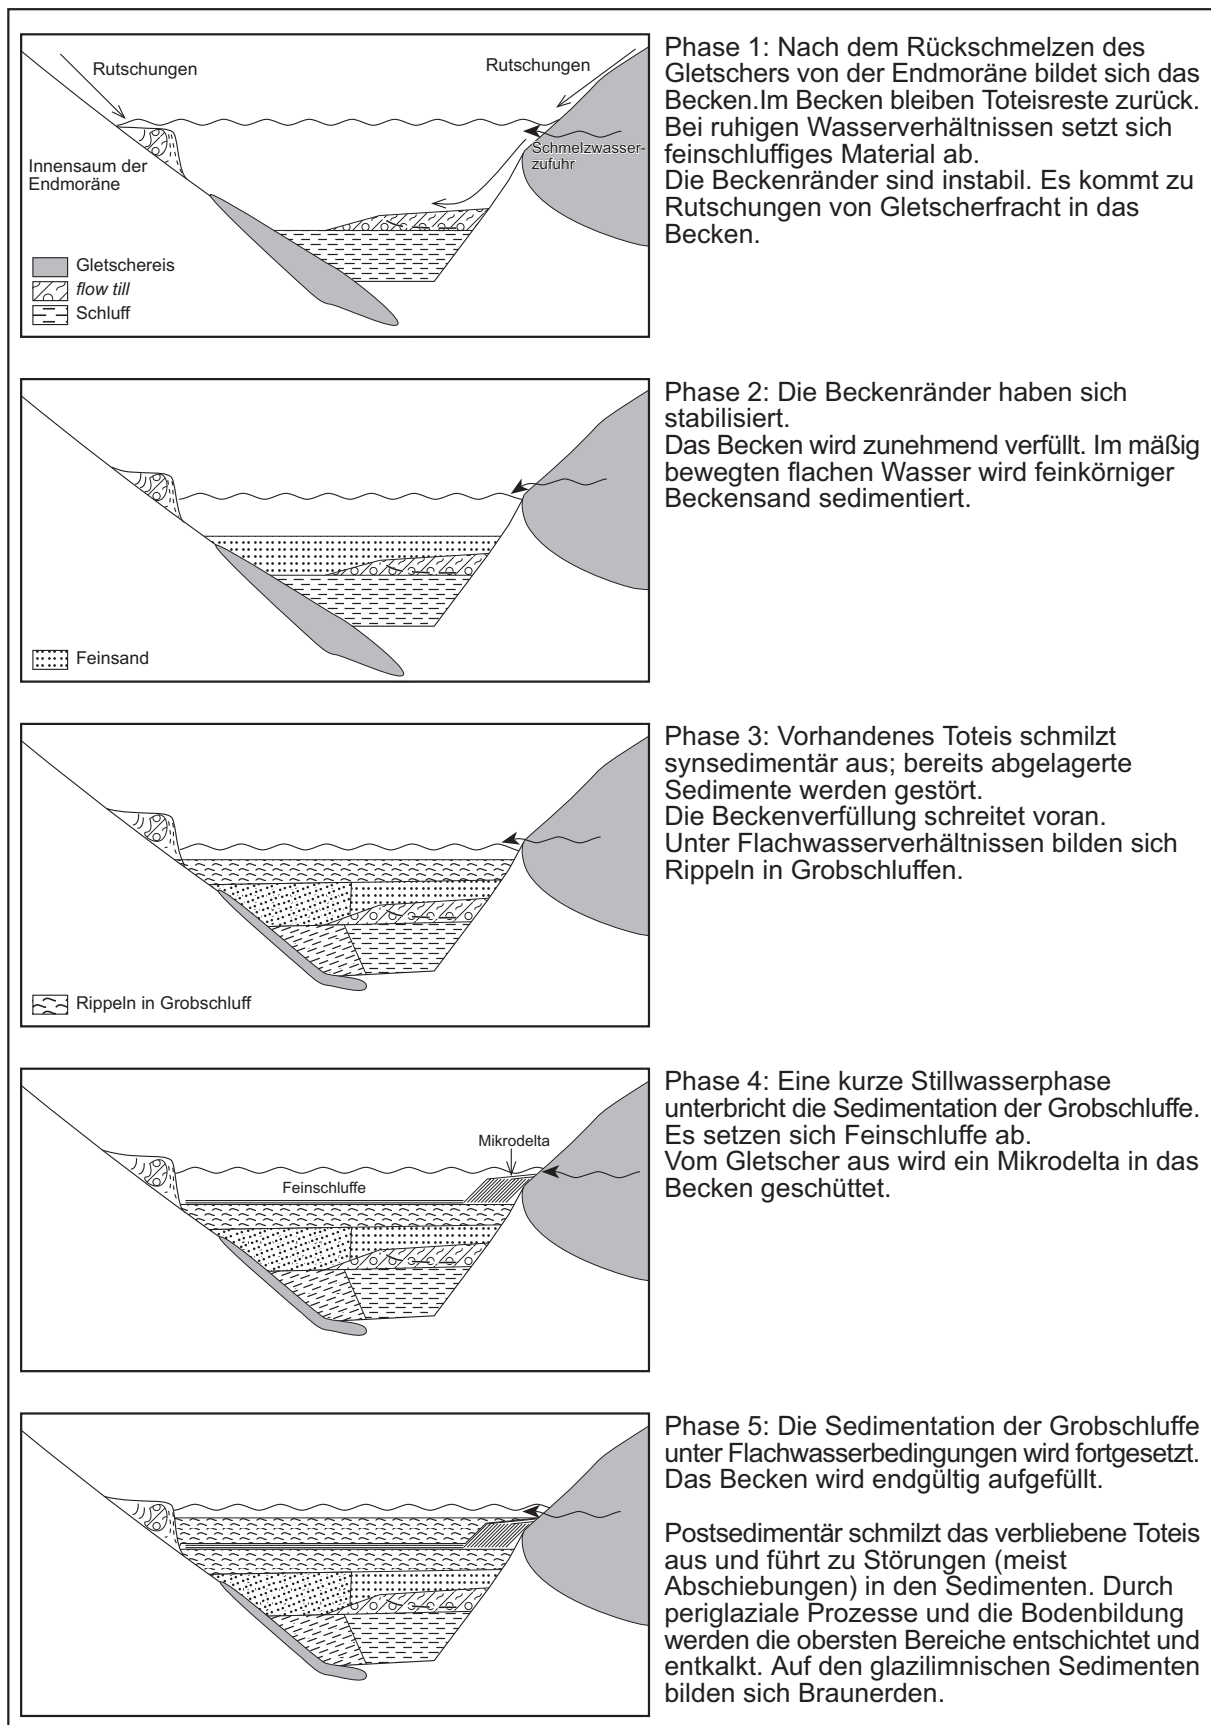 Rutschungen
Rutschungen
Schmelzwasser-
zufuhr
Innensaum der
Endmoräne
Gletschereis
flow till
Schluff
Phase 1: Nach dem Rückschmelzen des
Gletschers von der Endmoräne bildet sich das
Becken.Im Becken bleiben Toteisreste zurück.
Bei ruhigen Wasserverhältnissen setzt sich
feinschluffiges Material ab.
Die Beckenränder sind instabil. Es kommt zu
Rutschungen von Gletscherfracht in das
Becken.
Feinsand
Phase 2: Die Beckenränder haben sich
stabilisiert.
Das Becken wird zunehmend verfüllt. Im mäßig
bewegten flachen Wasser wird feinkörniger
Beckensand sedimentiert.
Rippeln in Grobschluff
Phase 3: Vorhandenes Toteis schmilzt
synsedimentär aus; bereits abgelagerte
Sedimente werden gestört.
Die Beckenverfüllung schreitet voran.
Unter Flachwasserverhältnissen bilden sich
Rippeln in Grobschluffen.
Mikrodelta
Feinschluffe
Phase 4: Eine kurze Stillwasserphase
unterbricht die Sedimentation der Grobschluffe.
Es setzen sich Feinschluffe ab.
Vom Gletscher aus wird ein Mikrodelta in das
Becken geschüttet.
Phase 5: Die Sedimentation der Grobschluffe
unter Flachwasserbedingungen wird fortgesetzt.
Das Becken wird endgültig aufgefüllt.
Postsedimentär schmilzt das verbliebene Toteis
aus und führt zu Störungen (meist
Abschiebungen) in den Sedimenten. Durch
periglaziale Prozesse und die Bodenbildung
werden die obersten Bereiche entschichtet und
entkalkt. Auf den glazilimnischen Sedimenten
bilden sich Braunerden.